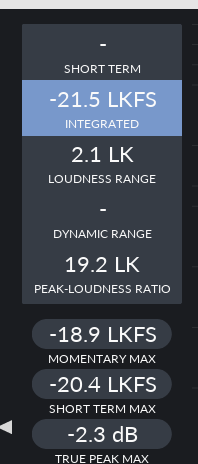 -
SHORT TERM
-21.5 LKFS
INTEGRATED
2.1 LK
LOUDNESS RANGE
-
DYNAMIC RANGE
19.2 LK
PEAK-LOUDNESS RATIO
-18.9 LKFS
MOMENTARY MAX
-20.4 LKFS
SHORT TERM MAX
-2.3 dB
TRUE PEAK MAX